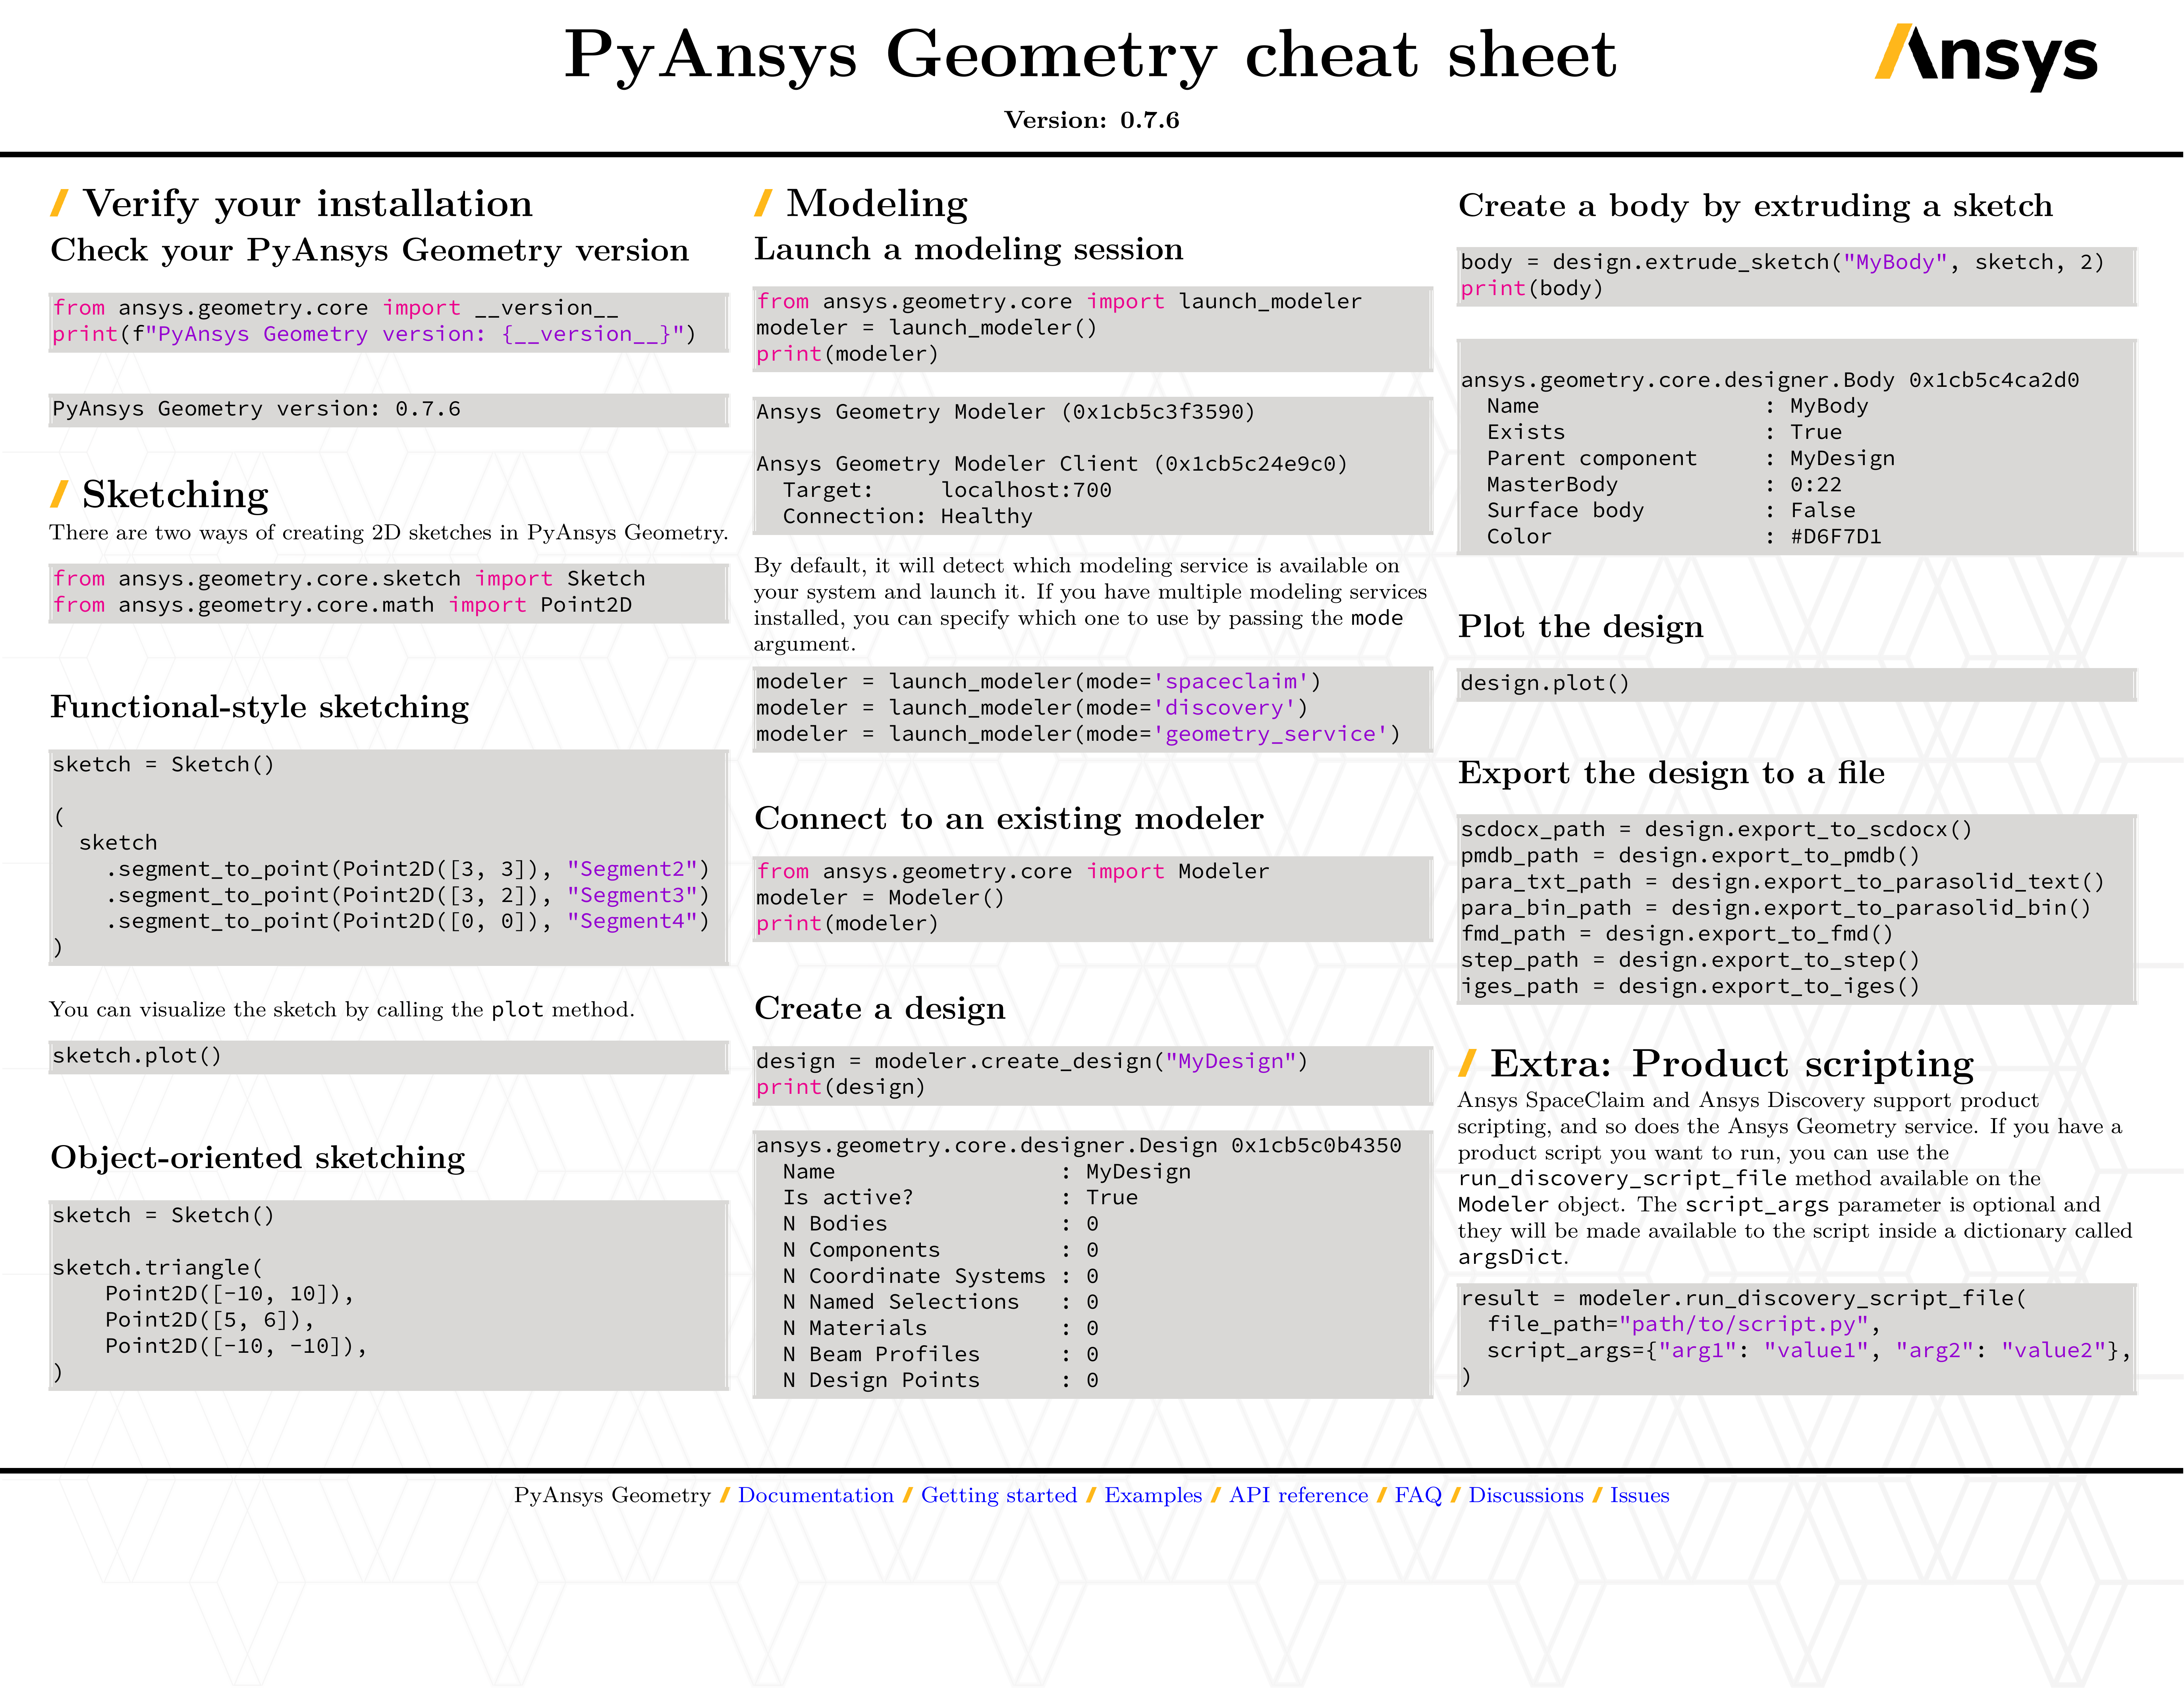 PyAnsys Geometry cheat sheet
Ansys
Version: 0.7.6
Verify your installation
Check your PyAnsys Geometry version
from ansys.geometry.core import __version__
print(f"PyAnsys Geometry version: {__version__}")
PyAnsys Geometry version: 0.7.6
Sketching
There are two ways of creating 2D sketches in PyAnsys Geometry.
from ansys.geometry.core.sketch import Sketch
from ansys.geometry.core.math import Point2D
Functional-style sketching
sketch = Sketch()
(
  sketch
    .segment_to_point(Point2D([3, 3]), "Segment2")
    .segment_to_point(Point2D([3, 2]), "Segment3")
    .segment_to_point(Point2D([0, 0]), "Segment4")
)
You can visualize the sketch by calling the plot method.
sketch.plot()
Object-oriented sketching
sketch = Sketch()
sketch.triangle(
    Point2D([-10, 10]),
    Point2D([5, 6]),
    Point2D([-10, -10]),
)
Modeling
Launch a modeling session
from ansys.geometry.core import launch_modeler
modeler = launch_modeler()
print(modeler)
Ansys Geometry Modeler (0x1cb5c3f3590)
Ansys Geometry Modeler Client (0x1cb5c24e9c0)
  Target:     localhost:700
  Connection: Healthy
By default, it will detect which modeling service is available on
your system and launch it. If you have multiple modeling services
installed, you can specify which one to use by passing the mode
argument.
modeler = launch_modeler(mode='spaceclaim')
modeler = launch_modeler(mode='discovery')
modeler = launch_modeler(mode='geometry_service')
Connect to an existing modeler
from ansys.geometry.core import Modeler
modeler = Modeler()
print(modeler)
Create a design
design = modeler.create_design("MyDesign")
print(design)
ansys.geometry.core.designer.Design 0x1cb5c0b4350
  Name                 : MyDesign
  Is active?           : True
  N Bodies             : 0
  N Components         : 0
  N Coordinate Systems : 0
  N Named Selections   : 0
  N Materials          : 0
  N Beam Profiles      : 0
  N Design Points      : 0
Create a body by extruding a sketch
body = design.extrude_sketch("MyBody", sketch, 2)
print(body)
ansys.geometry.core.designer.Body 0x1cb5c4ca2d0
  Name                 : MyBody
  Exists               : True
  Parent component     : MyDesign
  MasterBody           : 0:22
  Surface body         : False
  Color                : #D6F7D1
Plot the design
design.plot()
Export the design to a file
scdocx_path = design.export_to_scdocx()
pmdb_path = design.export_to_pmdb()
para_txt_path = design.export_to_parasolid_text()
para_bin_path = design.export_to_parasolid_bin()
fmd_path = design.export_to_fmd()
step_path = design.export_to_step()
iges_path = design.export_to_iges()
Extra: Product scripting
Ansys SpaceClaim and Ansys Discovery support product
scripting, and so does the Ansys Geometry service. If you have a
product script you want to run, you can use the
run_discovery_script_file method available on the
Modeler object. The script_args parameter is optional and
they will be made available to the script inside a dictionary called
argsDict.
result = modeler.run_discovery_script_file(
  file_path="path/to/script.py",
  script_args={"arg1": "value1", "arg2": "value2"},
)
PyAnsys Geometry / Documentation / Getting started / Examples / API reference / FAQ / Discussions / Issues